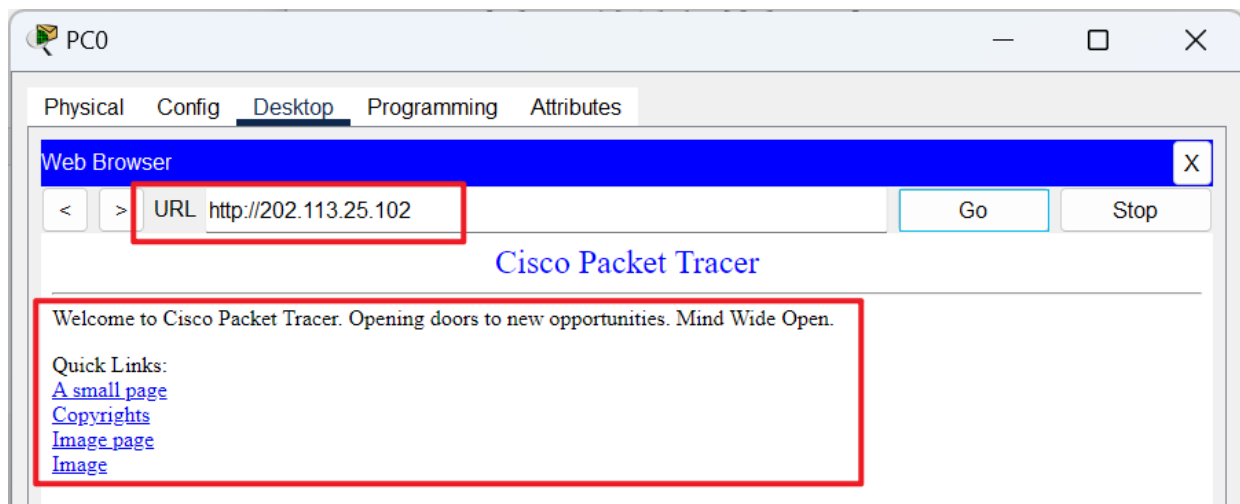 PC0
Physical Config Desktop Programming Attributes
Web Browser X
< > URL http://202.113.25.102 Go Stop
Cisco Packet Tracer
Welcome to Cisco Packet Tracer. Opening doors to new opportunities. Mind Wide Open.
Quick Links:
A small page
Copyrights
Image page
Image